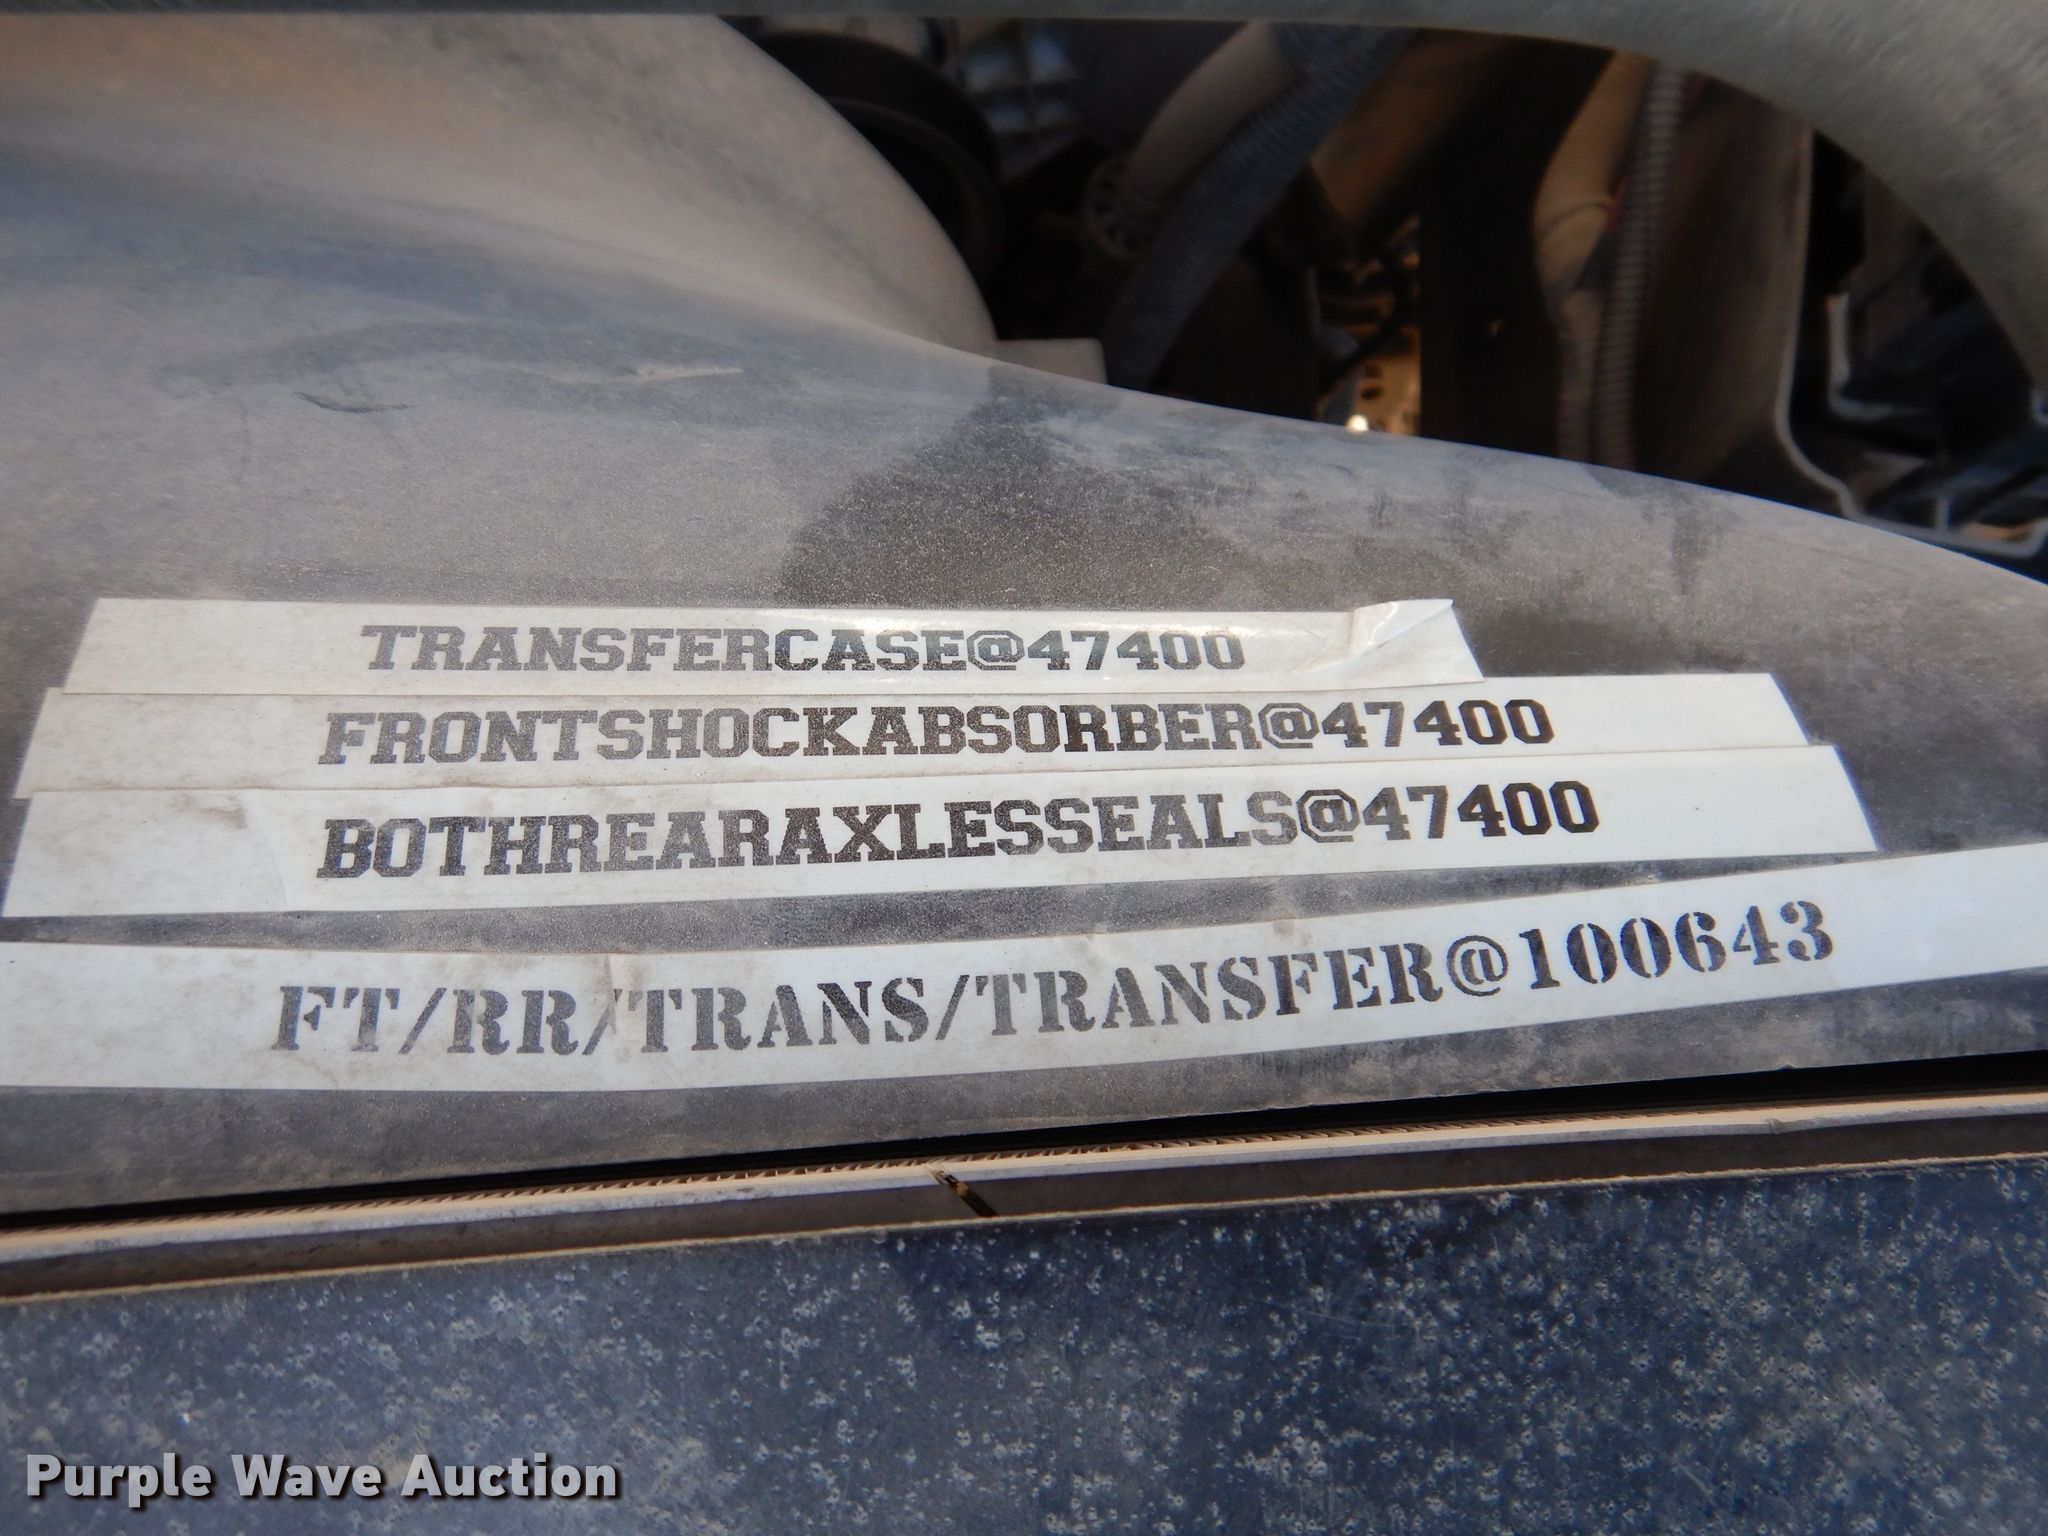 TRANSFERCASE@47400
FRONTSHOCKABSORBER@47400
BOTHREARAXLESSEALS@47400
FT/RR/TRANS/TRANSFER@100643
Purple Wave Auction